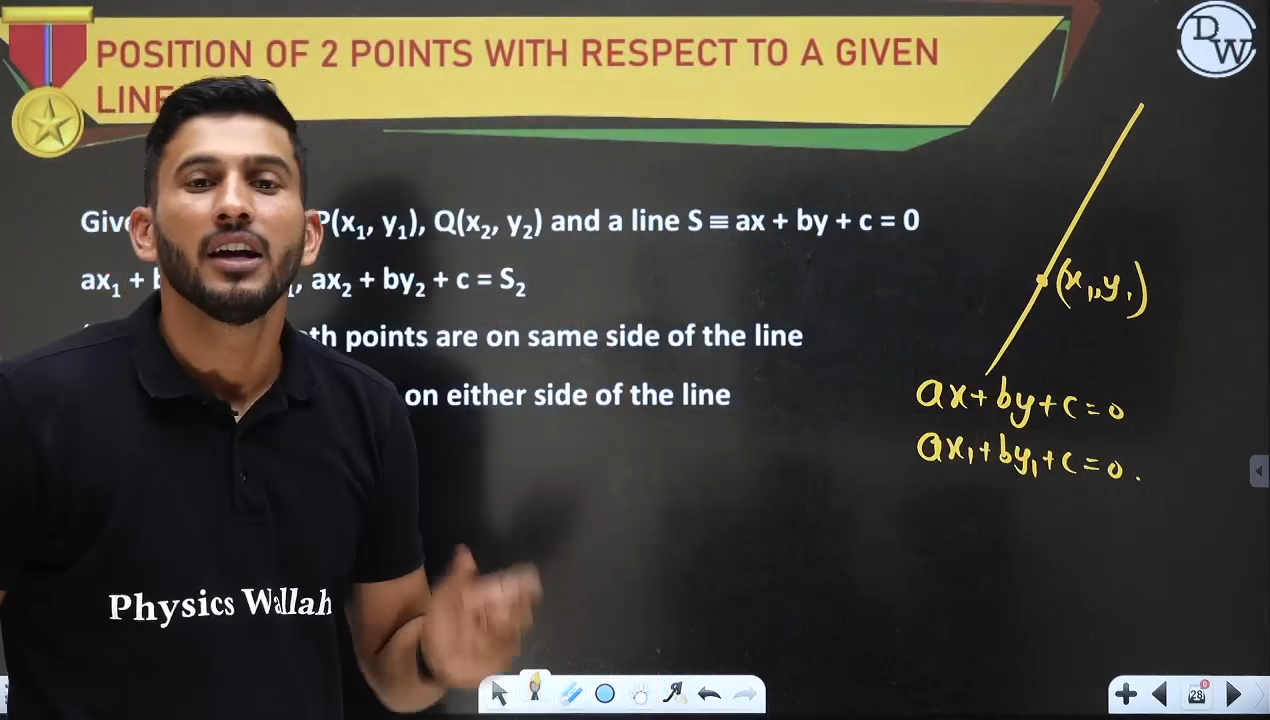 POSITION OF 2 POINTS WITH RESPECT TO A GIVEN
LINE
P(x₁, y₁), Q(x₂, y₂) and a line S ≡ ax + by + c = 0
ax₁ + , ax₂ + by₂ + c = S₂
points are on same side of the line
on either side of the line
(x₁, y₁)
ax+by+c=0
ax₁+by₁+c=0.
Physics Wallah
PW
28